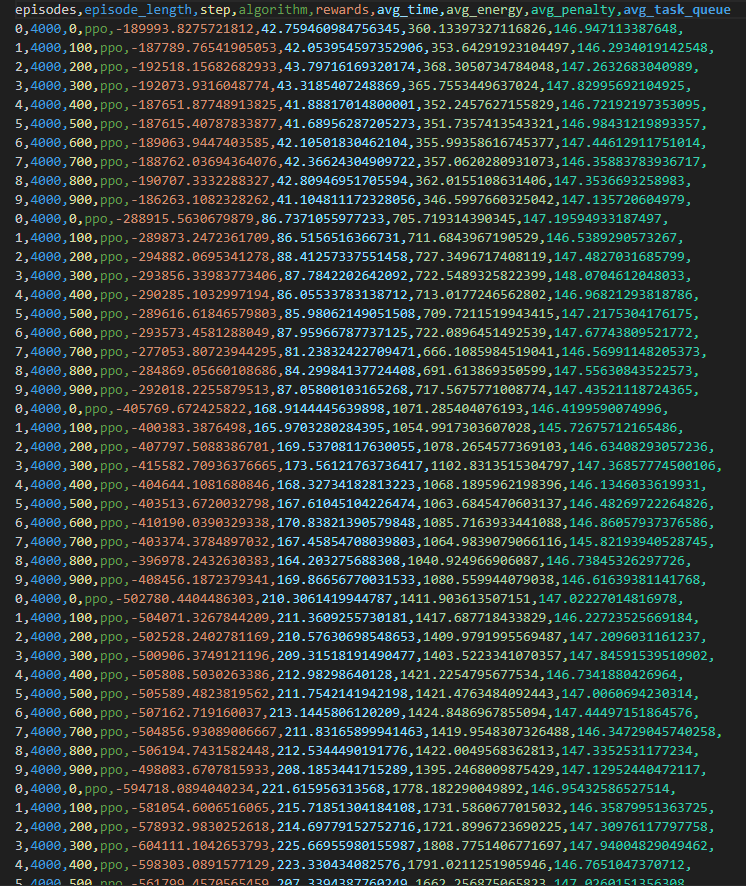 episodes,episode_length,step,algorithm,rewards,avg_time,avg_energy,avg_penalty,avg_task_queue
0,4000,0,ppo,-189993.8275721812,42.759460984756345,360.13397327116826,146.947113387648,
1,4000,100,ppo,-187789.76541905053,42.053954597352906,353.64291923104497,146.2934019142548,
2,4000,200,ppo,-192518.15682682933,43.79716169320174,368.3050734784048,147.2632683040989,
3,4000,300,ppo,-192073.9316048774,43.3185407248869,365.7553449637024,147.82995692104925,
4,4000,400,ppo,-187651.87748913825,41.88817014800001,352.2457627155829,146.72192197353095,
5,4000,500,ppo,-187615.40787833877,41.68956287205273,351.7357413543321,146.98431219893357,
6,4000,600,ppo,-189063.9447403585,42.10501830462104,355.99358616745377,147.44612911751014,
7,4000,700,ppo,-188762.03694364076,42.36624304909722,357.0620280931073,146.35883783936717,
8,4000,800,ppo,-190707.3332288327,42.80946951705594,362.0155108631406,147.3536693258983,
9,4000,900,ppo,-186263.1082328262,41.104811172328056,346.5997660325042,147.135720604979,
0,4000,0,ppo,-288915.5630679879,86.7371055977233,705.719314390345,147.19594933187497,
1,4000,100,ppo,-289873.2472361709,86.5156516366731,711.6843967190529,146.5389290573267,
2,4000,200,ppo,-294882.0695341278,88.41257337551458,727.3496717408119,147.4827031685799,
3,4000,300,ppo,-293856.33983773406,87.7842202642092,722.5489325822399,148.0704612048033,
4,4000,400,ppo,-290285.1032997194,86.05533783138712,713.0177246562802,146.96821293818786,
5,4000,500,ppo,-289616.61846579803,85.98062149051508,709.7211519943415,147.2175304176175,
6,4000,600,ppo,-293573.4581288049,87.95966787737125,722.0896451492539,147.67743809521772,
7,4000,700,ppo,-277053.80723944295,81.23832422709471,666.1085984519041,146.56991148205373,
8,4000,800,ppo,-284869.05660108686,84.29984137724408,691.613869350599,147.55630843522573,
9,4000,900,ppo,-292018.2255879513,87.05800103165268,717.5675771008774,147.43521118724365,
0,4000,0,ppo,-405769.672425822,168.9144445639898,1071.285404076193,146.4199590074996,
1,4000,100,ppo,-400383.3876498,165.9703280284395,1054.9917303607028,145.72675712165486,
2,4000,200,ppo,-407797.5088386701,169.53708117630055,1078.2654577369103,146.63408293057236,
3,4000,300,ppo,-415582.70936376665,173.56121763736417,1102.8313515304797,147.36857774500106,
4,4000,400,ppo,-404644.1081680846,168.32734182813223,1068.1895962198396,146.1346033619931,
5,4000,500,ppo,-403513.6720032798,167.61045104226474,1063.6845470603137,146.48269722264826,
6,4000,600,ppo,-410190.0390329338,170.83821390579848,1085.7163933441088,146.86057937376586,
7,4000,700,ppo,-403374.3784897032,167.45854708039803,1064.9839079066116,145.82193940528745,
8,4000,800,ppo,-396978.2432630383,164.203275688308,1040.924966906087,146.73845326297726,
9,4000,900,ppo,-408456.1872379341,169.86656770031533,1080.559944079038,146.61639381141768,
0,4000,0,ppo,-502780.4404486303,210.3061419944787,1411.903613507151,147.02227014816978,
1,4000,100,ppo,-504071.3267844209,211.3609255730181,1417.687718433829,146.22723525669184,
2,4000,200,ppo,-502528.2402781169,210.57630698548653,1409.9791995569487,147.2096031161237,
3,4000,300,ppo,-500906.3749121196,209.31518191490477,1403.5223341070357,147.84591539510902,
4,4000,400,ppo,-505808.5030263386,212.98298640128,1421.2254795677534,146.7341880426964,
5,4000,500,ppo,-505589.4823819562,211.7542141942198,1421.4763484092443,147.0060694230314,
6,4000,600,ppo,-507162.719160037,213.1445806120209,1424.8486967855094,147.44497151864576,
7,4000,700,ppo,-504856.93089006667,211.83165899941463,1419.9548307326488,146.34729045740258,
8,4000,800,ppo,-506194.7431582448,212.5344490191776,1422.0049568362813,147.3352531177234,
9,4000,900,ppo,-498083.6707815933,208.1853441715289,1395.2468009875429,147.12952440472117,
0,4000,0,ppo,-594718.0894040234,221.615956313568,1778.182290049892,146.95432586527514,
1,4000,100,ppo,-581054.6006516065,215.71851304184108,1731.5860677015032,146.35879951363725,
2,4000,200,ppo,-578932.9830252618,214.69779152752716,1721.8996723690225,147.30976117797758,
3,4000,300,ppo,-604111.1042653793,225.66955980155987,1808.7751406771697,147.94004829049462,
4,4000,400,ppo,-598303.0891577129,223.330434082576,1791.0211251905946,146.7651047370712,
5,4000,500,ppo,-561799.4570565459,207.3394387760249,1662.256875065823,147.0260151356308,